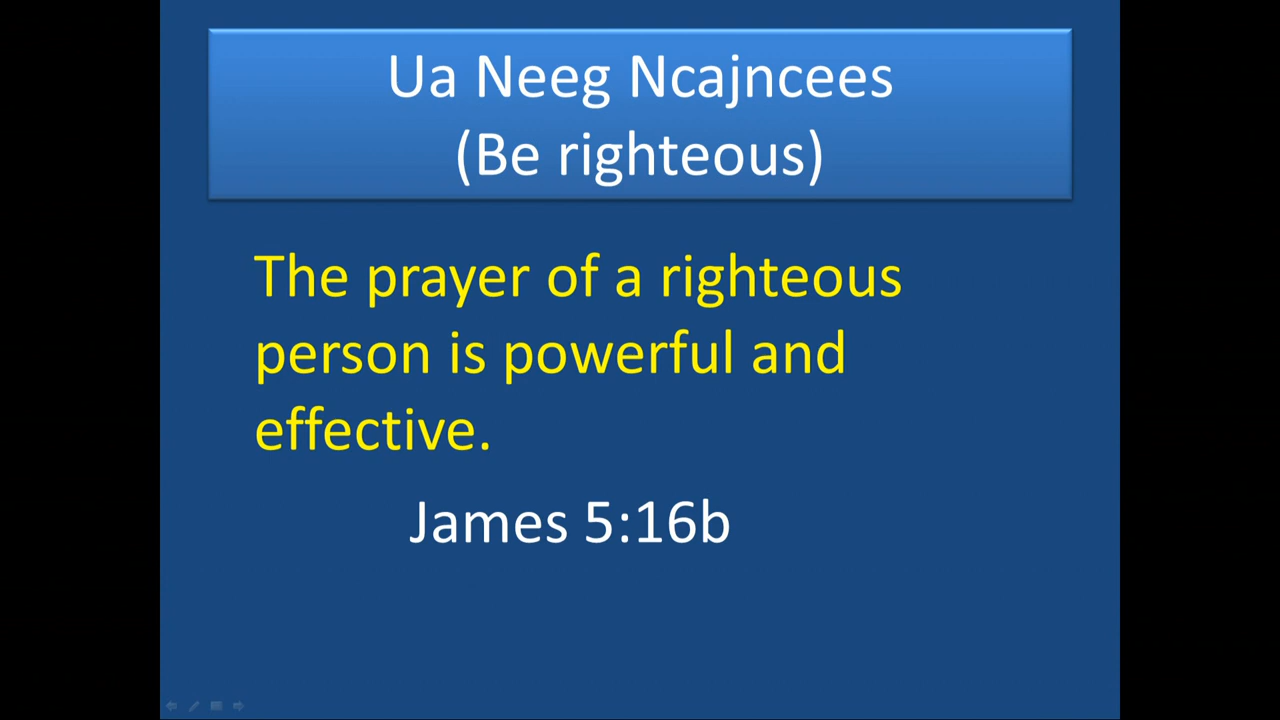 Ua Neeg Ncajncees
(Be righteous)
The prayer of a righteous
person is powerful and
effective.
James 5:16b